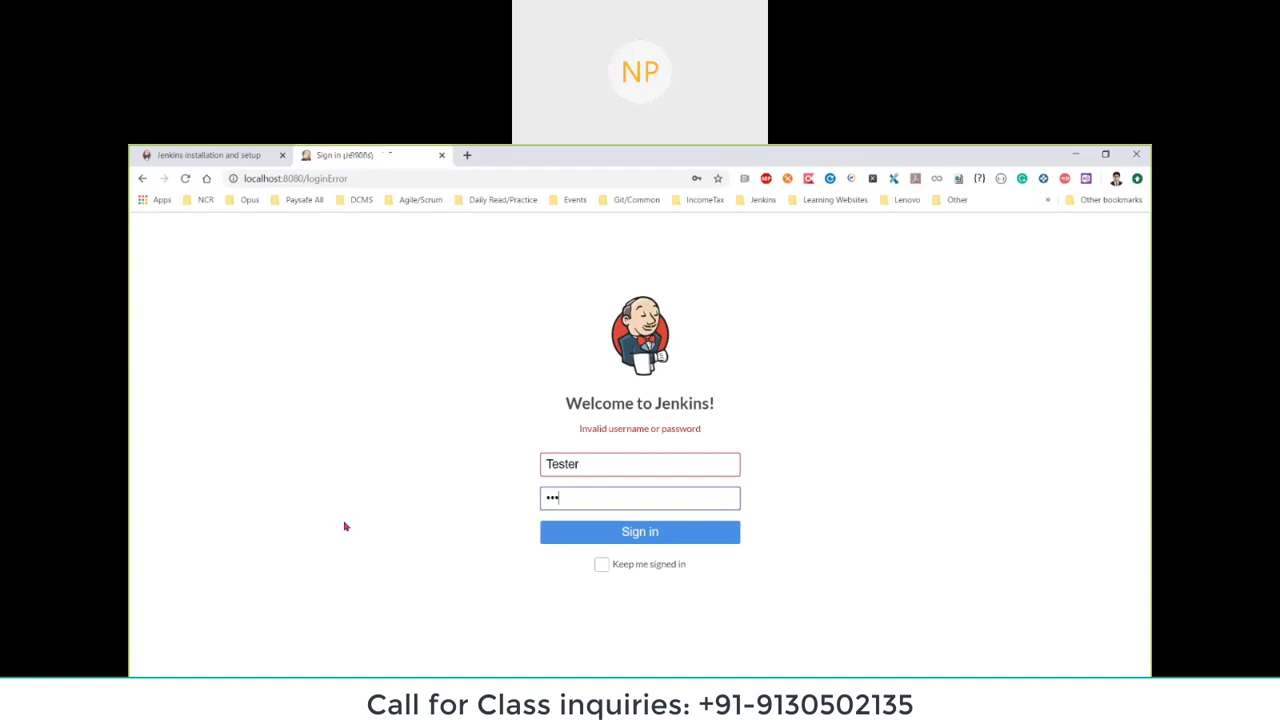 NP
Jenkins installation and setup
Sign in
localhost:8080/loginError
Apps NCR Opus Paysafe All DCMS Agile/Scrum Daily Read/Practice Events Git/Common IncomeTax Jenkins Learning Websites Lenovo Other » Other bookmarks
Welcome to Jenkins!
Invalid username or password
Tester
•••
Sign in
Keep me signed in
Call for Class inquiries: +91-9130502135